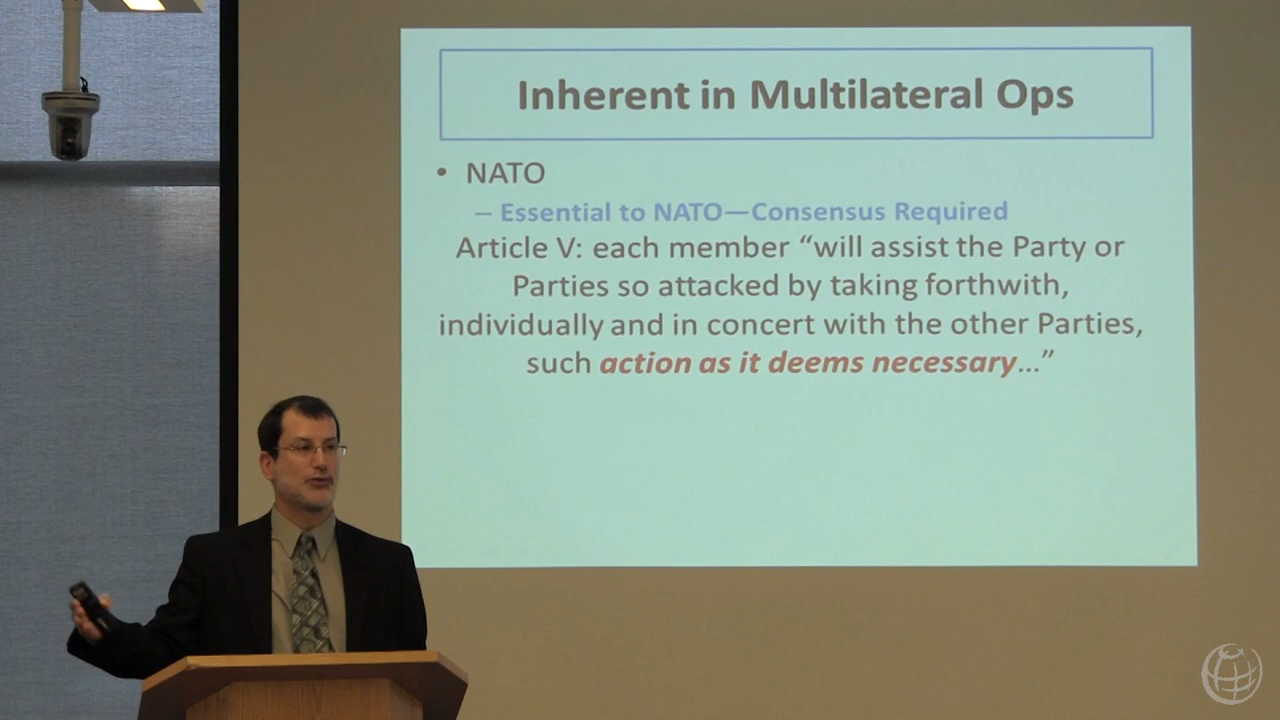 Inherent in Multilateral Ops
• NATO
– Essential to NATO—Consensus Required
Article V: each member “will assist the Party or
Parties so attacked by taking forthwith,
individually and in concert with the other Parties,
such action as it deems necessary…”